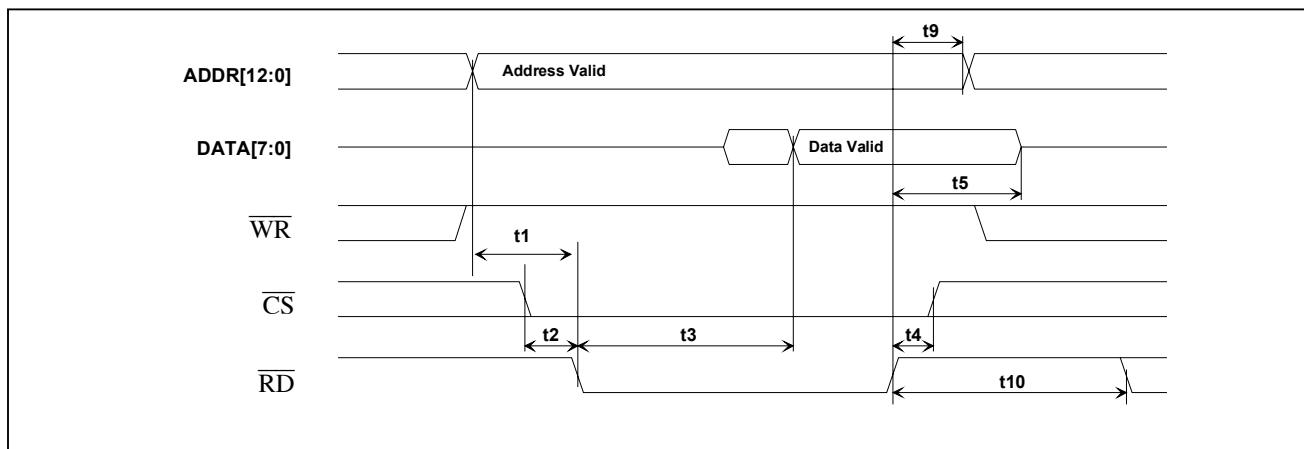 t9
ADDR[12:0]
Address Valid
DATA[7:0]
Data Valid
t5
WR
t1
CS
t2
t3
t4
RD
t10